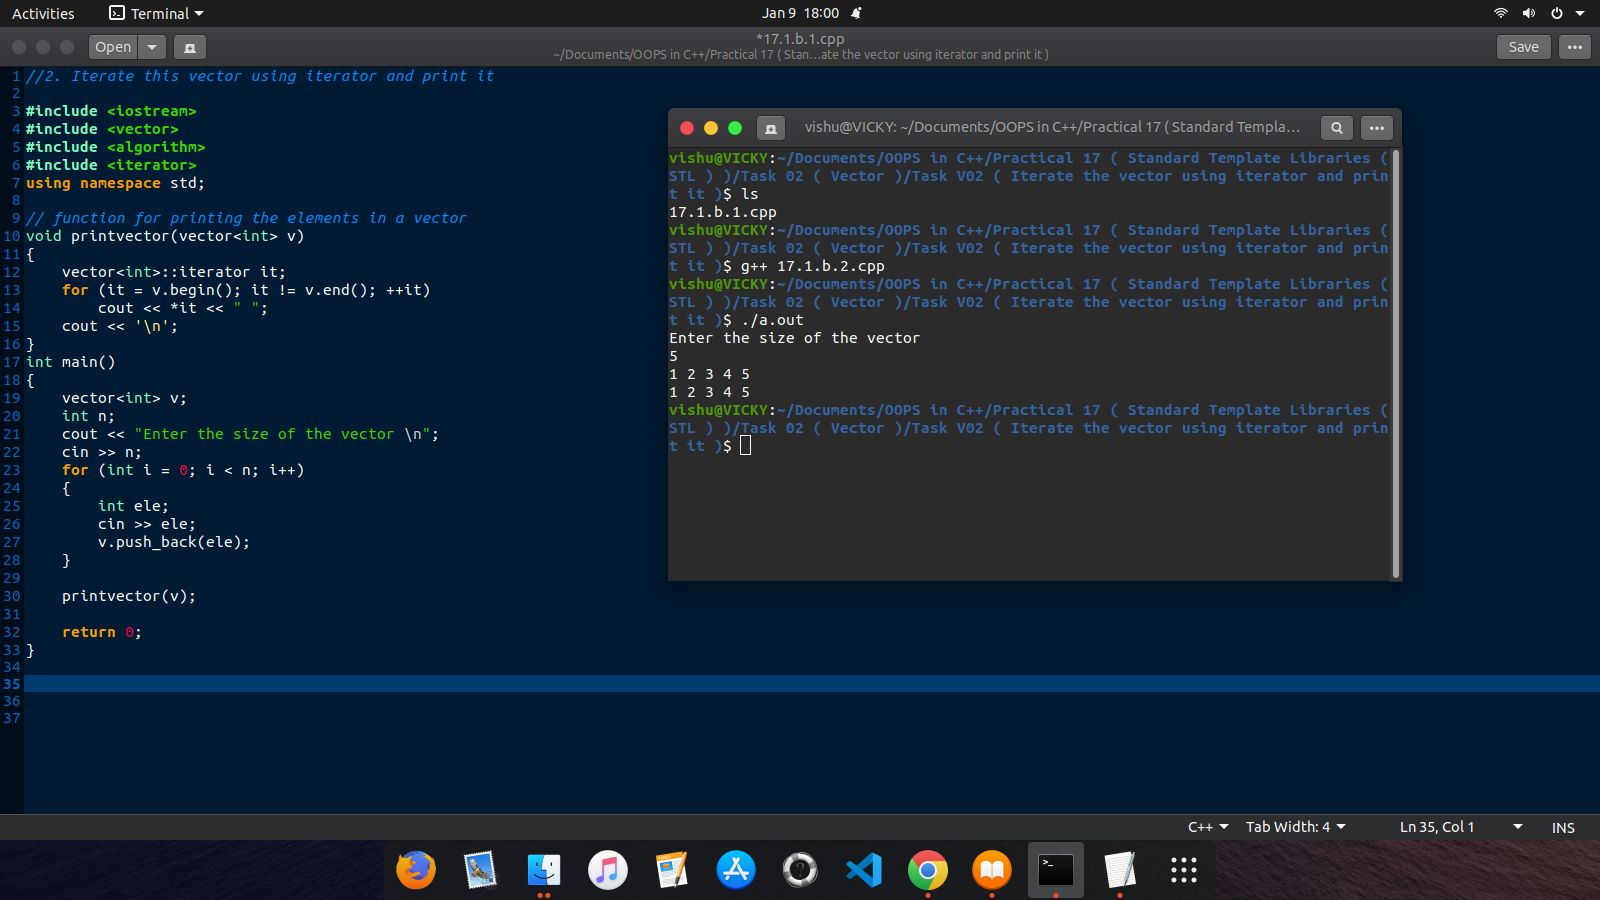 Activities
Terminal
Jan 9 18:00
Open
*17.1.b.1.cpp
~/Documents/OOPS in C++/Practical 17 ( Stan...ate the vector using iterator and print it )
Save
1 //2. Iterate this vector using iterator and print it
2
3 #include <iostream>
4 #include <vector>
5 #include <algorithm>
6 #include <iterator>
7 using namespace std;
8
9 // function for printing the elements in a vector
10 void printvector(vector<int> v)
11 {
12     vector<int>::iterator it;
13     for (it = v.begin(); it != v.end(); ++it)
14         cout << *it << " ";
15     cout << '\n';
16 }
17 int main()
18 {
19     vector<int> v;
20     int n;
21     cout << "Enter the size of the vector \n";
22     cin >> n;
23     for (int i = 0; i < n; i++)
24     {
25         int ele;
26         cin >> ele;
27         v.push_back(ele);
28     }
29
30     printvector(v);
31
32     return 0;
33 }
34
35
36
37
vishu@VICKY: ~/Documents/OOPS in C++/Practical 17 ( Standard Templa...
vishu@VICKY:~/Documents/OOPS in C++/Practical 17 ( Standard Template Libraries (
STL ) )/Task 02 ( Vector )/Task V02 ( Iterate the vector using iterator and prin
t it )$ ls
17.1.b.1.cpp
vishu@VICKY:~/Documents/OOPS in C++/Practical 17 ( Standard Template Libraries (
STL ) )/Task 02 ( Vector )/Task V02 ( Iterate the vector using iterator and prin
t it )$ g++ 17.1.b.2.cpp
vishu@VICKY:~/Documents/OOPS in C++/Practical 17 ( Standard Template Libraries (
STL ) )/Task 02 ( Vector )/Task V02 ( Iterate the vector using iterator and prin
t it )$ ./a.out
Enter the size of the vector
5
1 2 3 4 5
1 2 3 4 5
vishu@VICKY:~/Documents/OOPS in C++/Practical 17 ( Standard Template Libraries (
STL ) )/Task 02 ( Vector )/Task V02 ( Iterate the vector using iterator and prin
t it )$
C++
Tab Width: 4
Ln 35, Col 1
INS